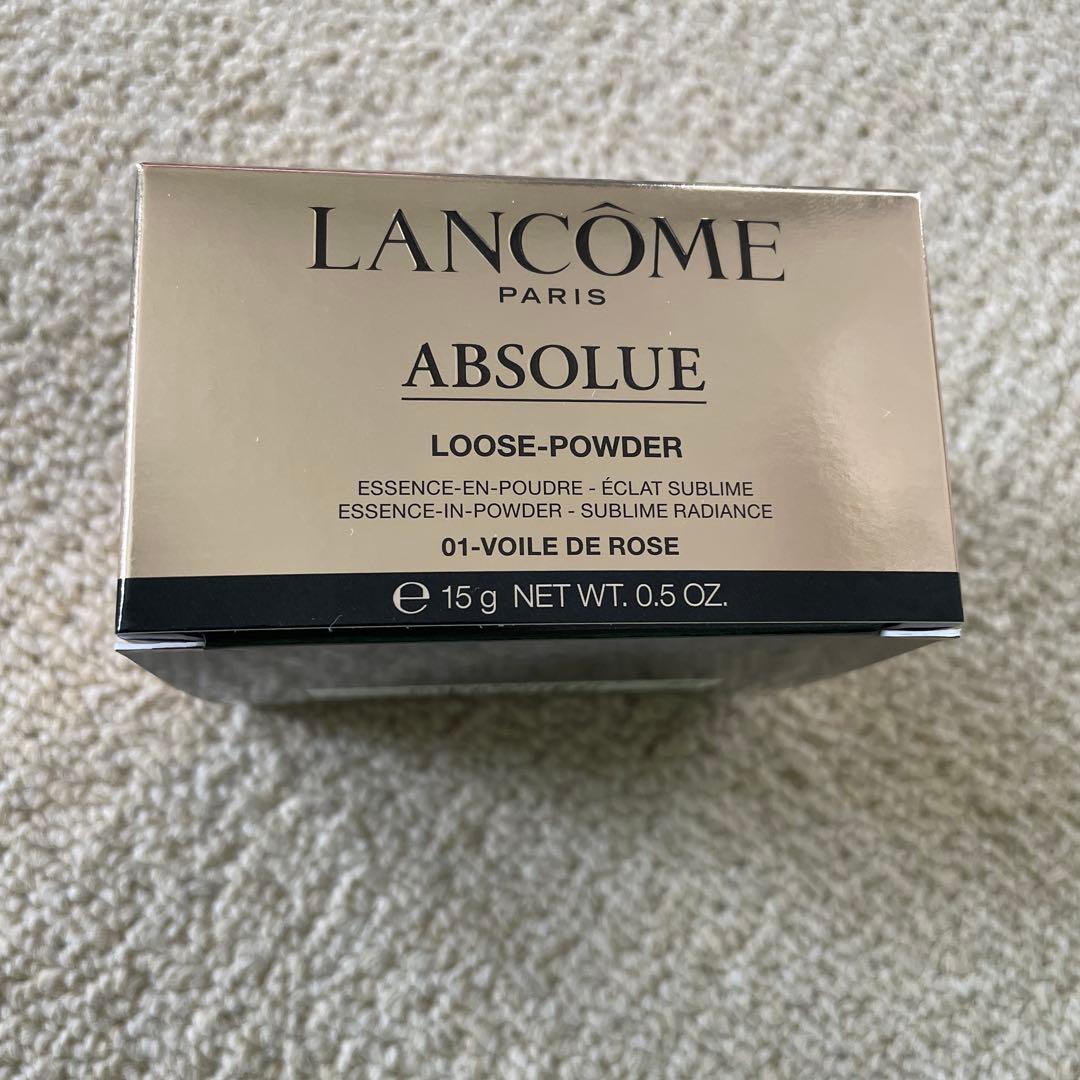 LANCÔME
PARIS
ABSOLUE
LOOSE-POWDER
ESSENCE-EN-POUDRE - ÉCLAT SUBLIME
ESSENCE-IN-POWDER - SUBLIME RADIANCE
01-VOILE DE ROSE
℮ 15 g NET WT. 0.5 OZ.